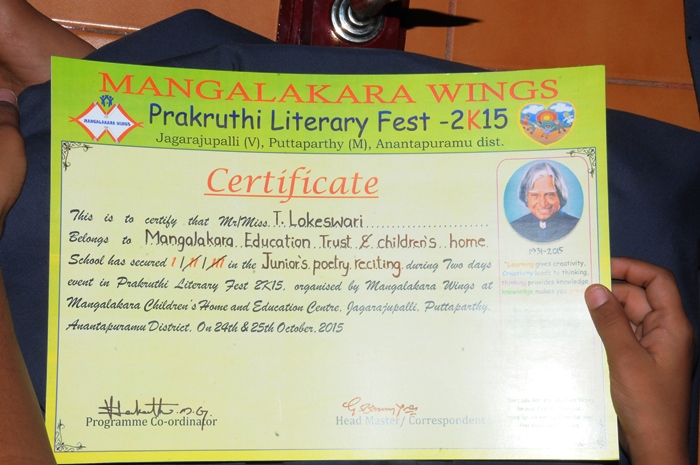 MANGALAKARA WINGS
MANGALAKARA WINGS
Prakruthi Literary Fest -2K15
Jagarajupalli (V), Puttaparthy (M), Anantapuramu dist.
Certificate
This is to certify that Mr/Miss. T. Lokeswari
Belongs to Mangalakara Education Trust & children's home
School has secured I / II / III in the Junior's poetry reciting during Two days
event in Prakruthi Literary Fest 2K15, organised by Mangalakara Wings at
Mangalakara Children's Home and Education Centre, Jagarajupalli, Puttaparthy,
Anantapuramu District, On 24th & 25th October, 2015
1931-2015
"Learning gives creativity,
Creativity leads to thinking,
thinking provides knowledge,
knowledge makes you
Programme Co-ordinator
Head Master/ Correspondent